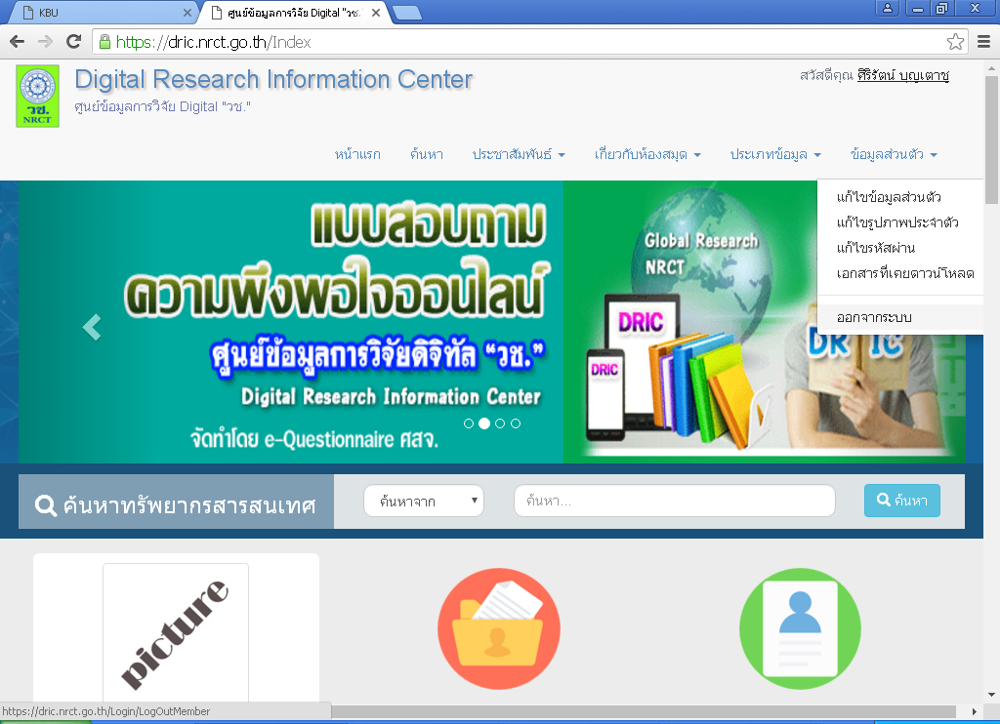 KBU
ศูนย์ข้อมูลการวิจัย Digital "วช.
https://dric.nrct.go.th/Index
Digital Research Information Center
ศูนย์ข้อมูลการวิจัย Digital "วช."
วช.
NRCT
สวัสดีคุณ ศิริรัตน์ บุญเตาชู
หน้าแรก ค้นหา ประชาสัมพันธ์ เกี่ยวกับห้องสมุด ประเภทข้อมูล ข้อมูลส่วนตัว
แก้ไขข้อมูลส่วนตัว
แก้ไขรูปภาพประจำตัว
แก้ไขรหัสผ่าน
เอกสารที่เคยดาวน์โหลด
ออกจากระบบ
แบบสอบถาม
ความพึงพอใจออนไลน์
ศูนย์ข้อมูลการวิจัยดิจิทัล “วช.”
Digital Research Information Center
จัดทำโดย e-Questionnaire ศสจ.
Global Research
NRCT
DRIC
DRIC
DR IC
ค้นหาทรัพยากรสารสนเทศ
ค้นหาจาก
ค้นหา...
ค้นหา
picture
https://dric.nrct.go.th/Login/LogOutMember